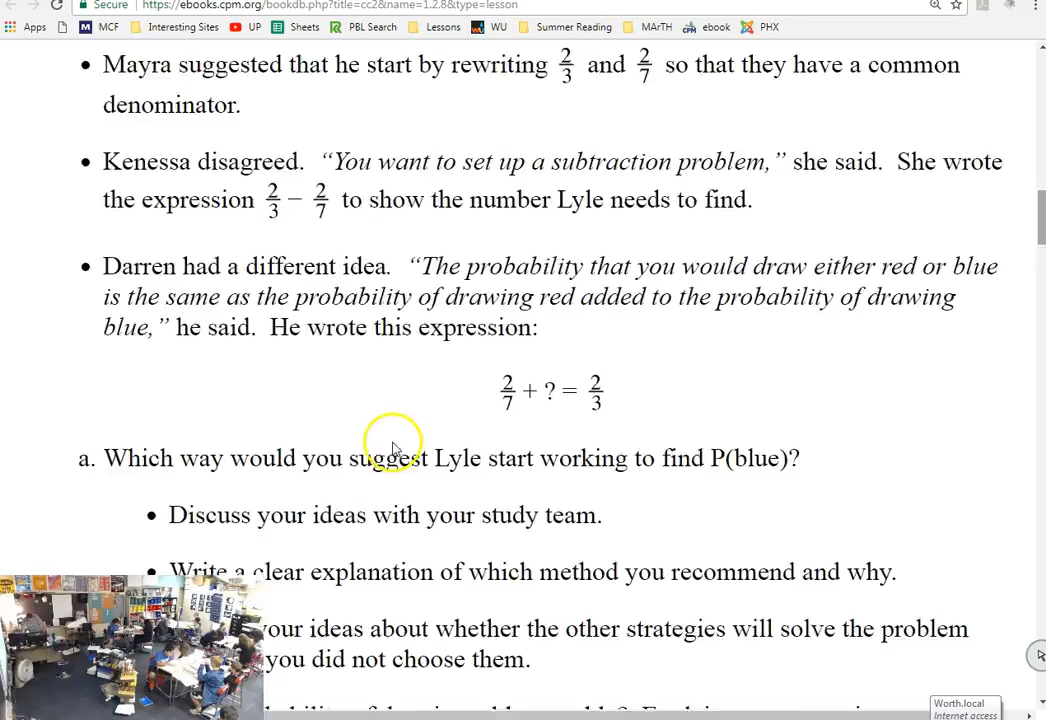 Secure https://ebooks.cpm.org/bookdb.php?title=cc2&name=1.2.8&type=lesson
Apps MCF Interesting Sites UP Sheets PBL Search Lessons WU Summer Reading MArTH ebook PHX
• Mayra suggested that he start by rewriting 2/3 and 2/7 so that they have a common
denominator.
• Kenessa disagreed. “You want to set up a subtraction problem,” she said. She wrote
the expression 2/3 − 2/7 to show the number Lyle needs to find.
• Darren had a different idea. “The probability that you would draw either red or blue
is the same as the probability of drawing red added to the probability of drawing
blue,” he said. He wrote this expression:
2/7 + ? = 2/3
a. Which way would you suggest Lyle start working to find P(blue)?
• Discuss your ideas with your study team.
• Write a clear explanation of which method you recommend and why.
your ideas about whether the other strategies will solve the problem
you did not choose them.
Worth.local
Internet access